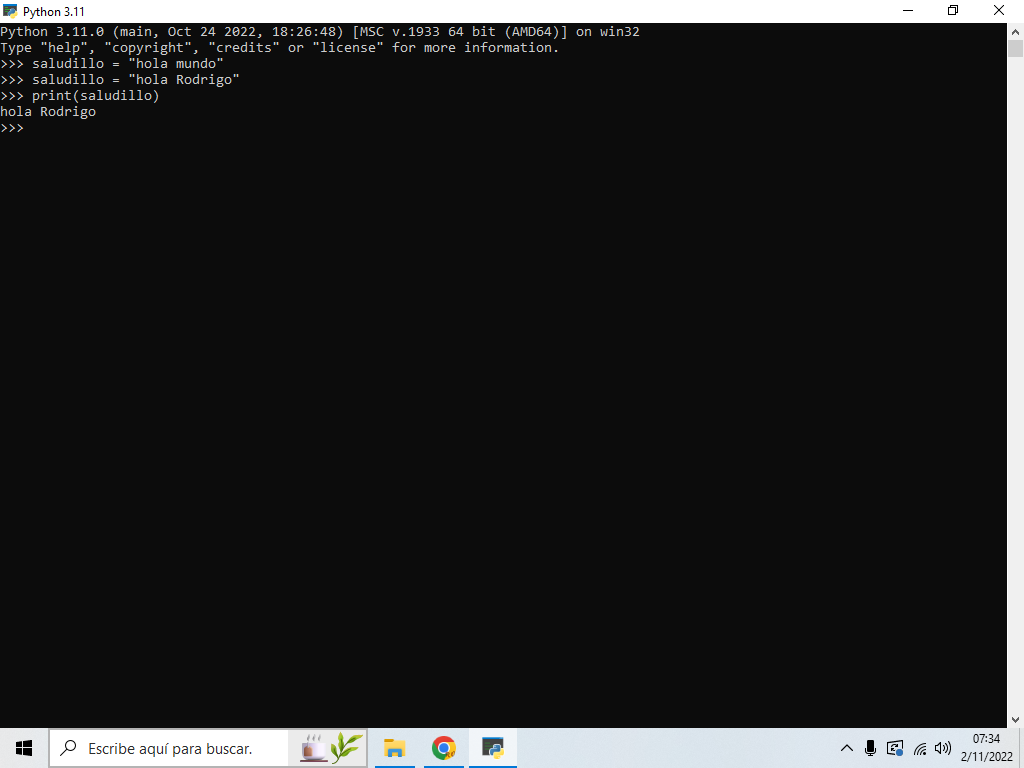 Python 3.11
Python 3.11.0 (main, Oct 24 2022, 18:26:48) [MSC v.1933 64 bit (AMD64)] on win32
Type "help", "copyright", "credits" or "license" for more information.
>>> saludillo = "hola mundo"
>>> saludillo = "hola Rodrigo"
>>> print(saludillo)
hola Rodrigo
>>>
Escribe aquí para buscar.
07:34
2/11/2022